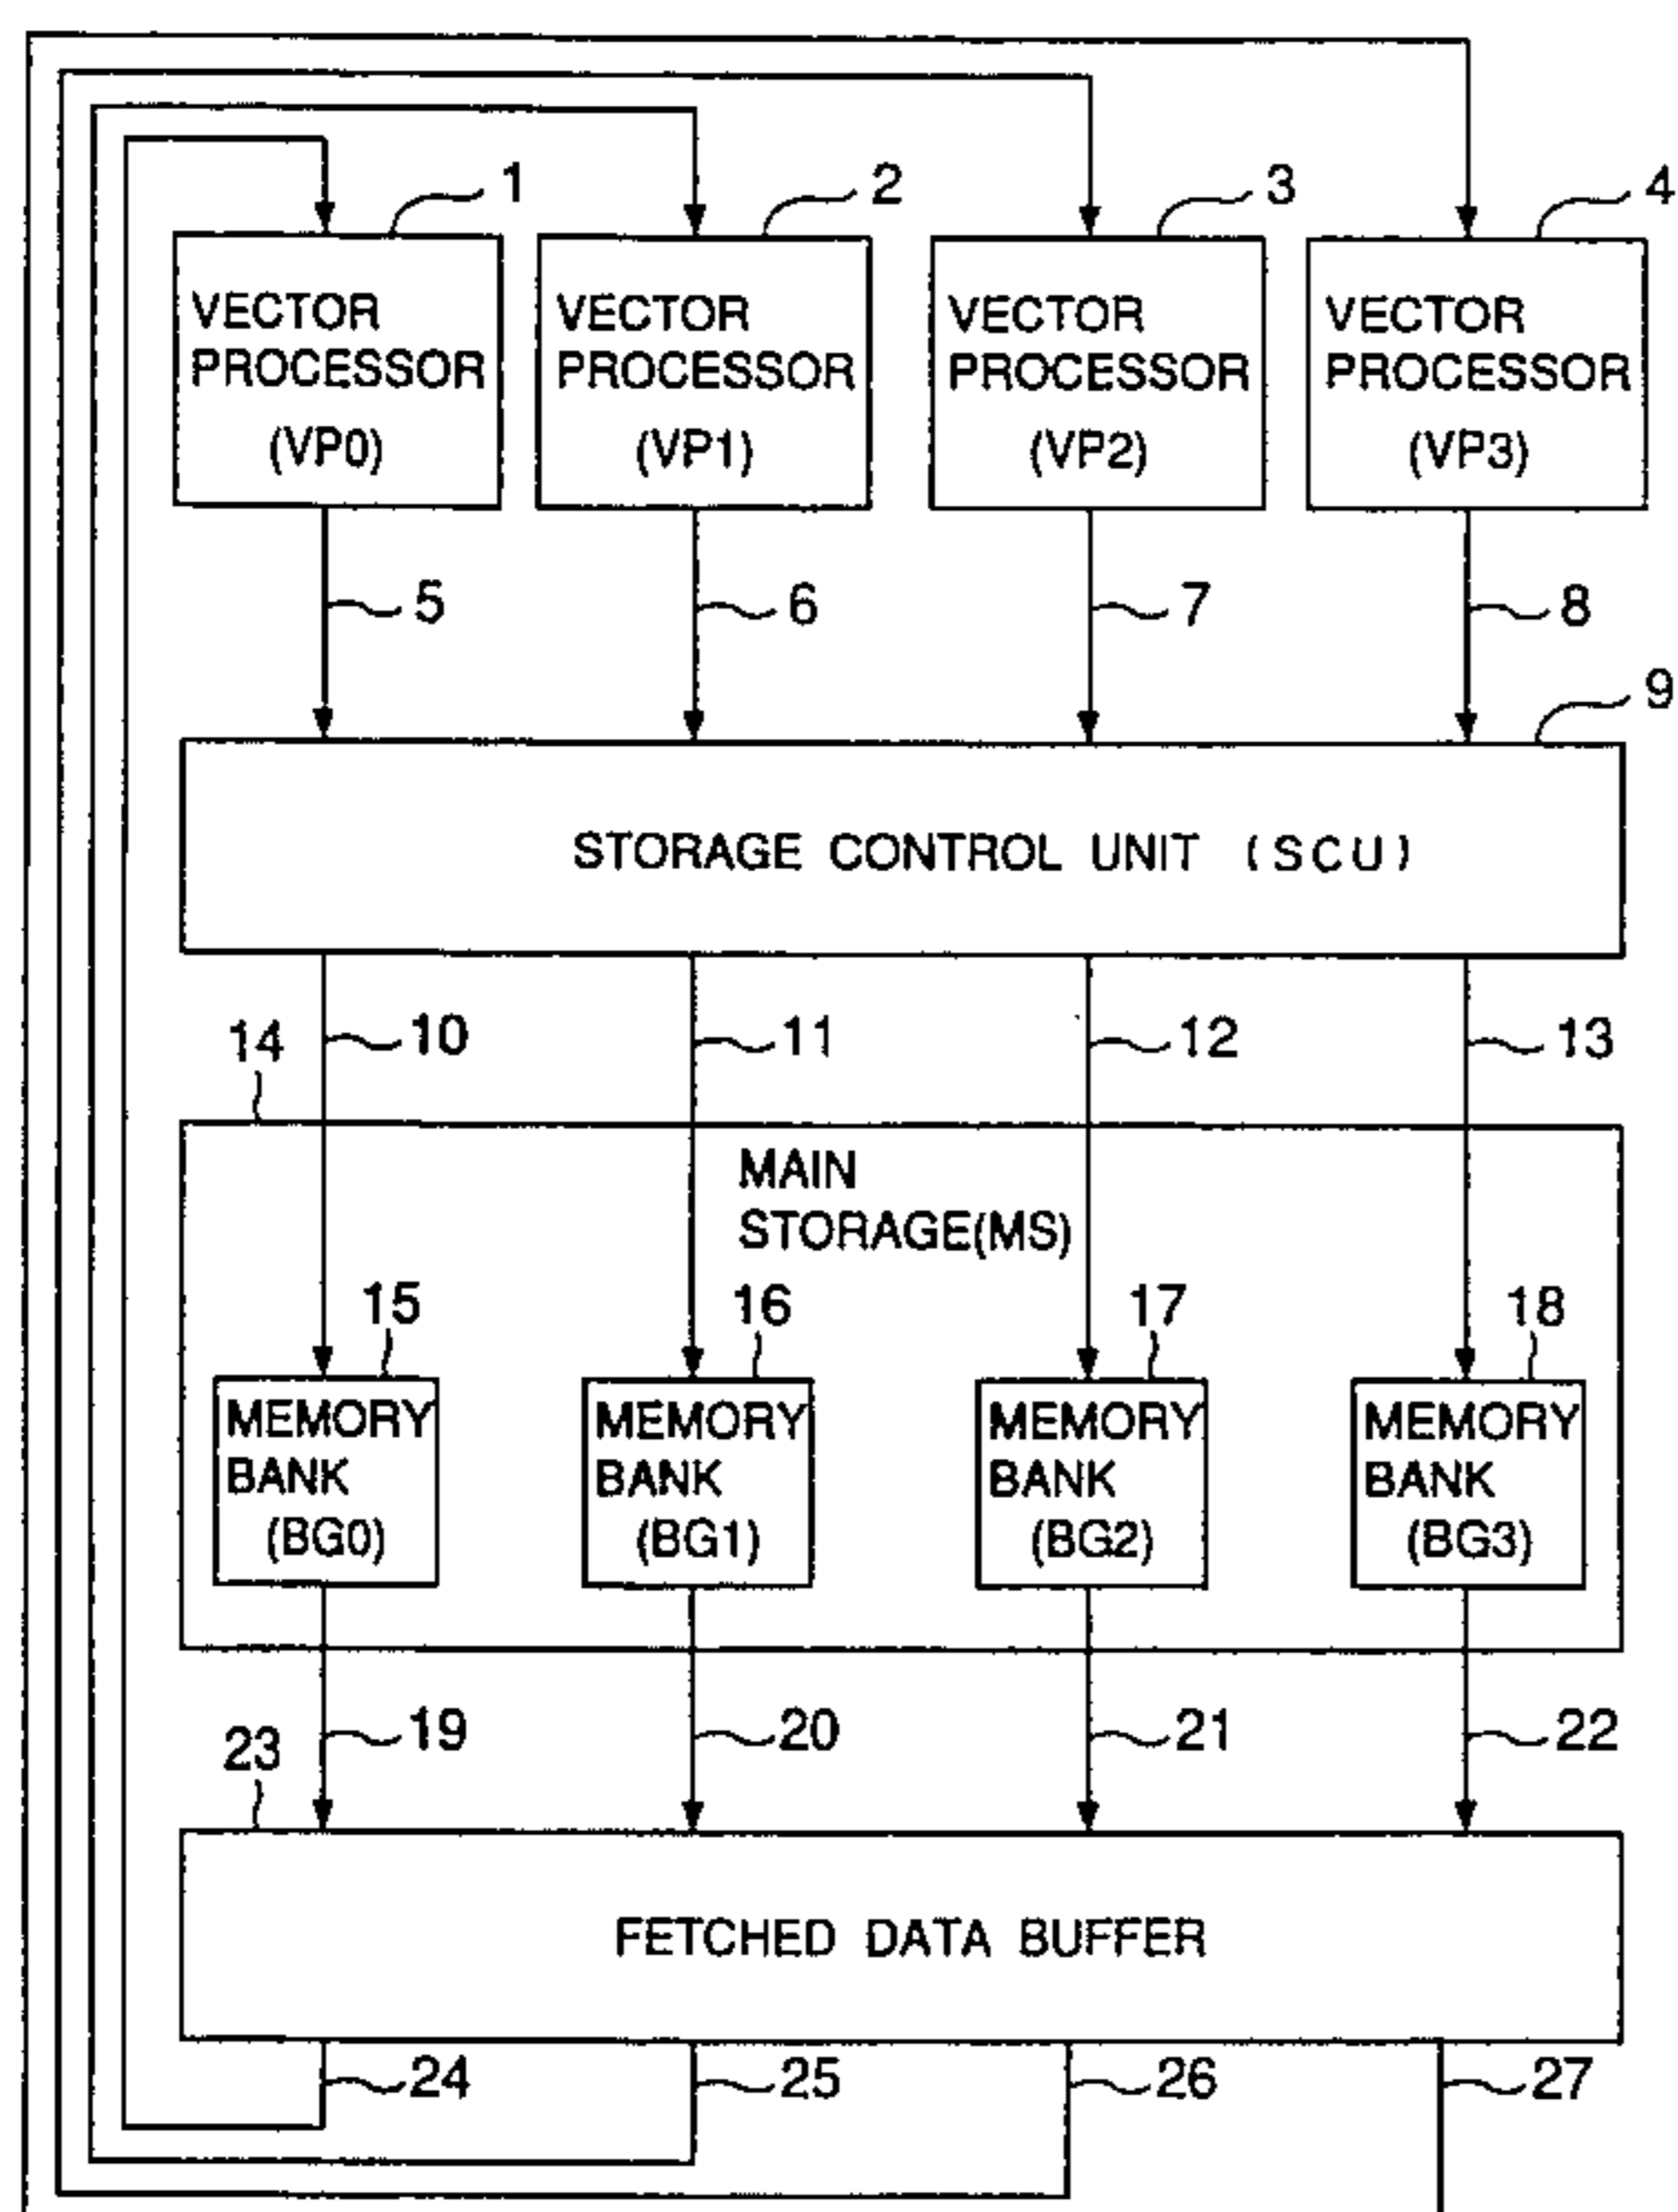 1
2
3
4
VECTOR
PROCESSOR
(VP0)
VECTOR
PROCESSOR
(VP1)
VECTOR
PROCESSOR
(VP2)
VECTOR
PROCESSOR
(VP3)
5
6
7
8
9
STORAGE CONTROL UNIT (SCU)
10
11
12
13
14
MAIN
STORAGE(MS)
15
16
17
18
MEMORY
BANK
(BG0)
MEMORY
BANK
(BG1)
MEMORY
BANK
(BG2)
MEMORY
BANK
(BG3)
19
20
21
22
23
FETCHED DATA BUFFER
24
25
26
27